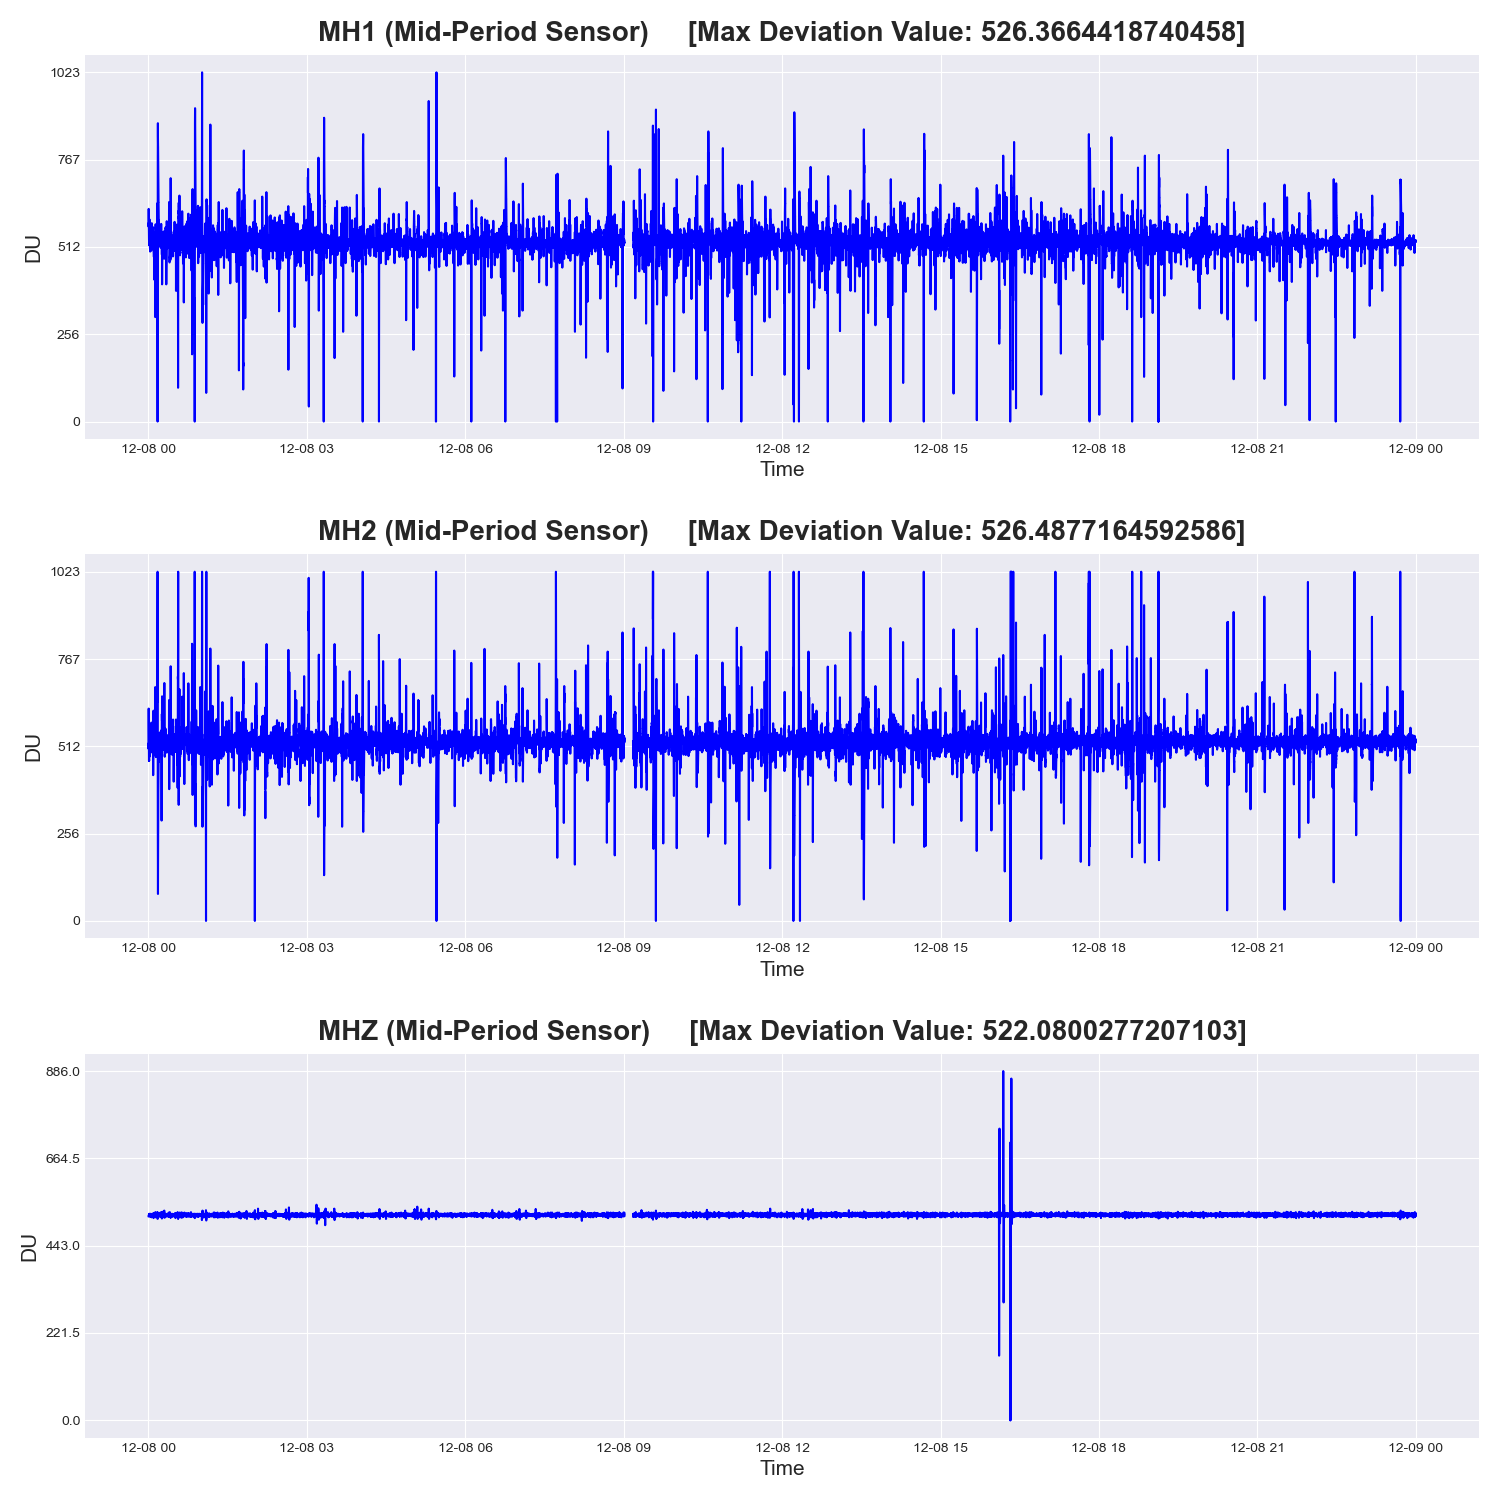 MH1 (Mid-Period Sensor) [Max Deviation Value: 526.3664418740458]
1023
767
512
256
0
DU
12-08 00 12-08 03 12-08 06 12-08 09 12-08 12 12-08 15 12-08 18 12-08 21 12-09 00
Time
MH2 (Mid-Period Sensor) [Max Deviation Value: 526.4877164592586]
1023
767
512
256
0
DU
12-08 00 12-08 03 12-08 06 12-08 09 12-08 12 12-08 15 12-08 18 12-08 21 12-09 00
Time
MHZ (Mid-Period Sensor) [Max Deviation Value: 522.0800277207103]
886.0
664.5
443.0
221.5
0.0
DU
12-08 00 12-08 03 12-08 06 12-08 09 12-08 12 12-08 15 12-08 18 12-08 21 12-09 00
Time